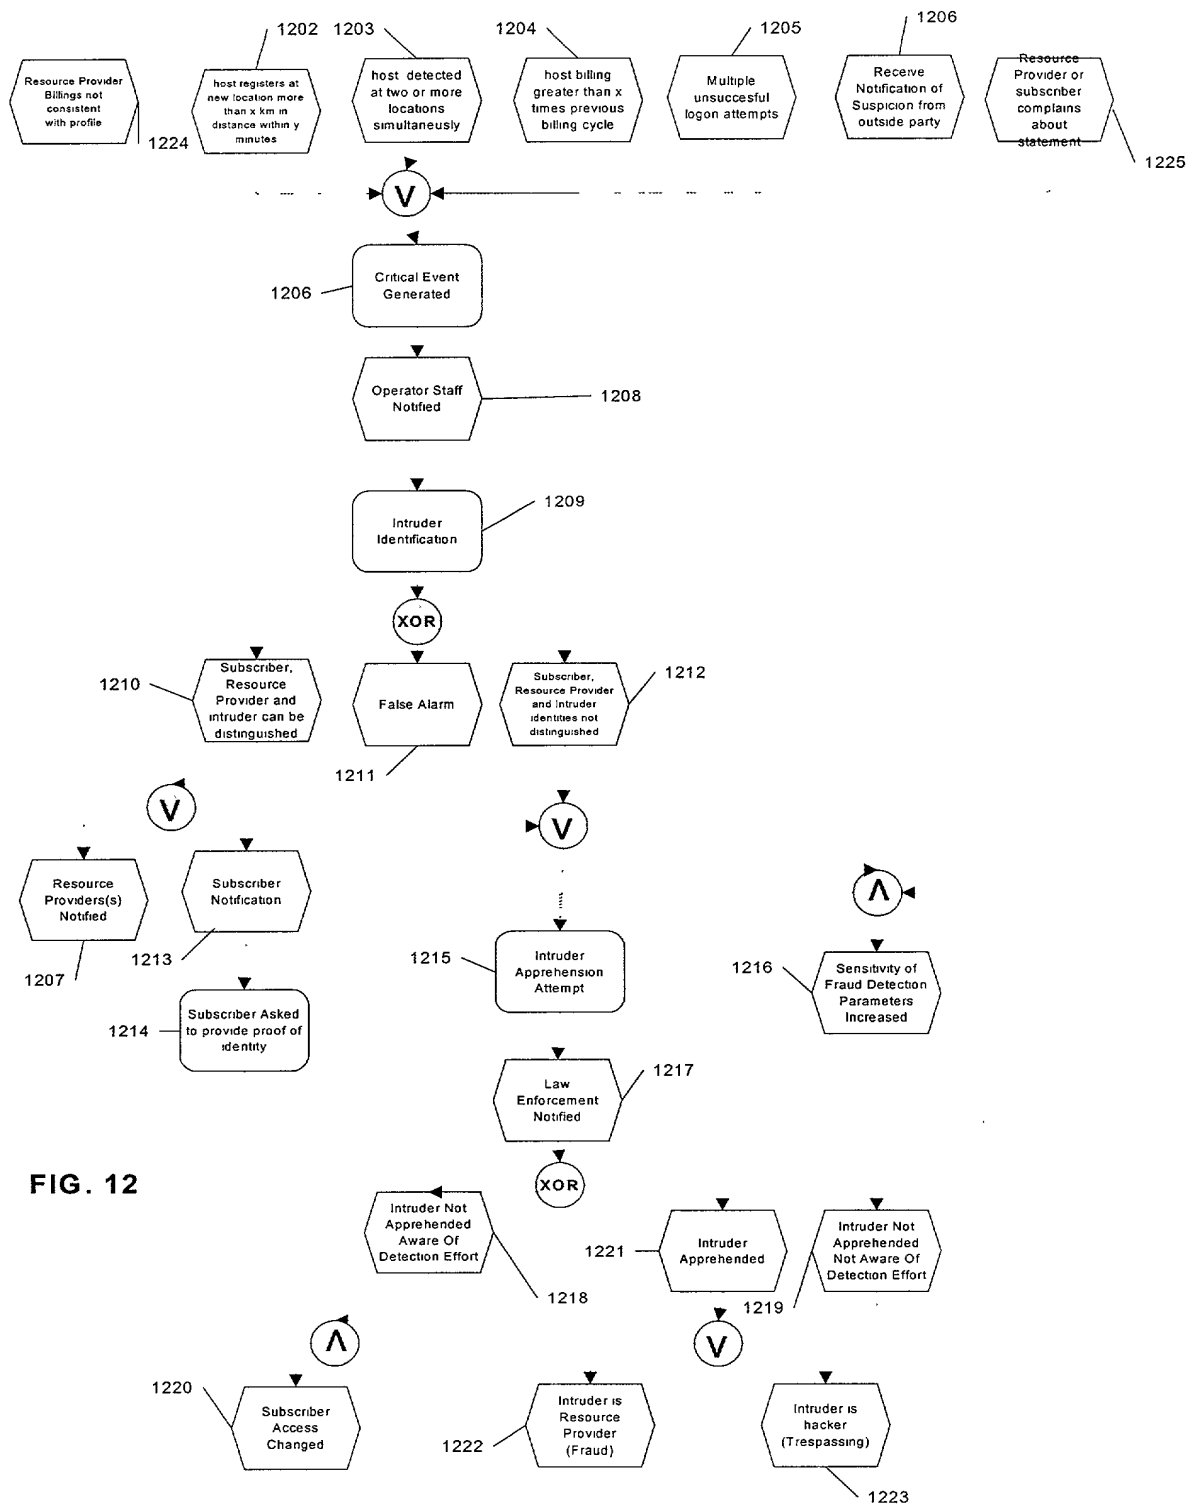 1202
1203
1204
1205
1206
Resource Provider
Billings not
consistent
with profile
1224
host registers at
new location more
than x km in
distance within y
minutes
host detected
at two or more
locations
simultaneously
host billing
greater than x
times previous
billing cycle
Multiple
unsuccesful
logon attempts
Receive
Notification of
Suspicion from
outside party
Resource
Provider or
subscriber
complains
about
statement
1225
V
Critical Event
Generated
1206
Operator Staff
Notified
1208
Intruder
Identification
1209
XOR
Subscriber,
Resource
Provider and
intruder can be
distinguished
1210
False Alarm
1211
Subscriber,
Resource Provider
and Intruder
identities not
distinguished
1212
V
V
Λ
Resource
Providers(s)
Notified
1207
Subscriber
Notification
1213
Subscriber Asked
to provide proof of
identity
1214
Intruder
Apprehension
Attempt
1215
Sensitivity of
Fraud Detection
Parameters
Increased
1216
Law
Enforcement
Notified
1217
XOR
FIG. 12
Intruder Not
Apprehended
Aware Of
Detection Effort
1218
Intruder
Apprehended
1221
Intruder Not
Apprehended
Not Aware Of
Detection Effort
1219
Λ
V
Subscriber
Access
Changed
1220
Intruder is
Resource
Provider
(Fraud)
1222
Intruder is
hacker
(Trespassing)
1223